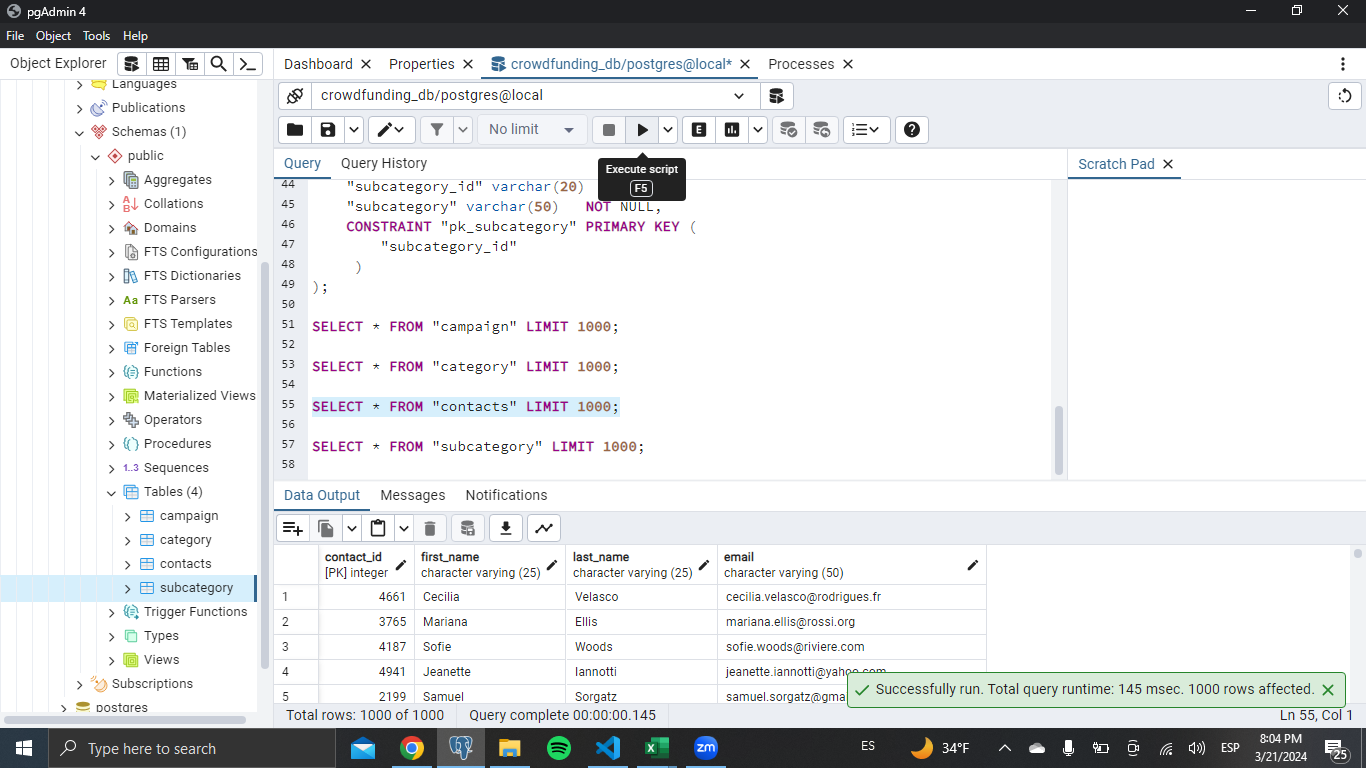 pgAdmin 4
File Object Tools Help
Object Explorer
Languages
Publications
Schemas (1)
public
Aggregates
Collations
Domains
FTS Configurations
FTS Dictionaries
Aa FTS Parsers
FTS Templates
Foreign Tables
Functions
Materialized Views
Operators
Procedures
1..3 Sequences
Tables (4)
campaign
category
contacts
subcategory
Trigger Functions
Types
Views
Subscriptions
postgres
Dashboard Properties crowdfunding_db/postgres@local* Processes
crowdfunding_db/postgres@local
No limit
E
Execute script
F5
Query Query History
Scratch Pad
44 "subcategory_id" varchar(20)
45 "subcategory" varchar(50) NOT NULL,
46 CONSTRAINT "pk_subcategory" PRIMARY KEY (
47 "subcategory_id"
48 )
49 );
50
51 SELECT * FROM "campaign" LIMIT 1000;
52
53 SELECT * FROM "category" LIMIT 1000;
54
55 SELECT * FROM "contacts" LIMIT 1000;
56
57 SELECT * FROM "subcategory" LIMIT 1000;
58
Data Output Messages Notifications
contact_id first_name last_name email
[PK] integer character varying (25) character varying (25) character varying (50)
1 4661 Cecilia Velasco cecilia.velasco@rodrigues.fr
2 3765 Mariana Ellis mariana.ellis@rossi.org
3 4187 Sofie Woods sofie.woods@riviere.com
4 4941 Jeanette Iannotti jeanette.iannotti@yahoo.com
5 2199 Samuel Sorgatz samuel.sorgatz@gma
Successfully run. Total query runtime: 145 msec. 1000 rows affected.
Total rows: 1000 of 1000 Query complete 00:00:00.145 Ln 55, Col 1
Type here to search
zm
ES
34°F
ESP
8:04 PM
3/21/2024
25